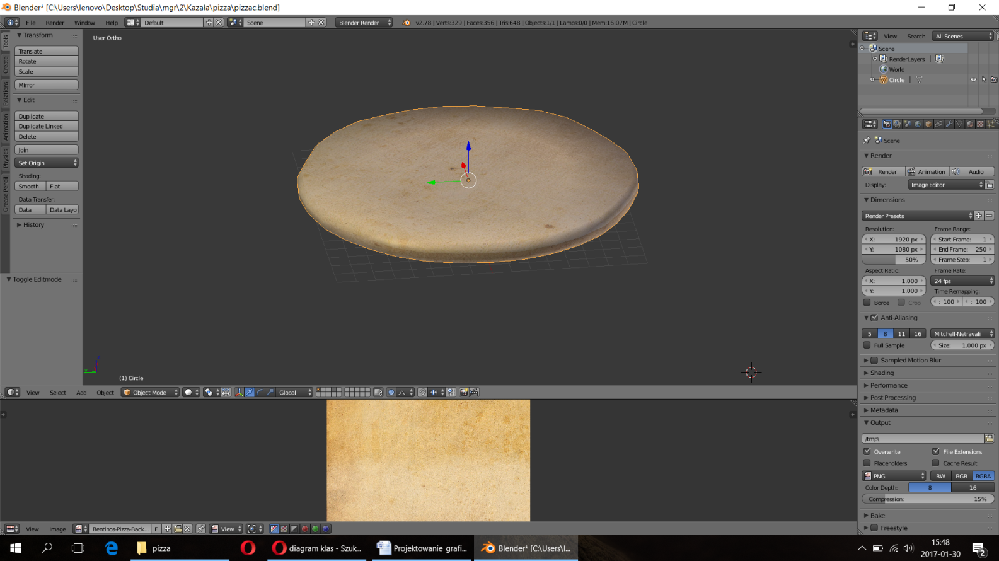 Blender* [C:\Users\lenovo\Desktop\Studia\mgr\2\Kazała\pizza\pizzac.blend]
File Render Window Help Default Scene Blender Render v2.78 | Verts:329 | Faces:356 | Tris:648 | Objects:1/1 | Lamps:0/0 | Mem:16.07M | Circle
Transform
Translate
Rotate
Scale
Mirror
Edit
Duplicate
Duplicate Linked
Delete
Join
Set Origin
Shading:
Smooth Flat
Data Transfer:
Data Data Layo
History
Toggle Editmode
Tools
Create
Relations
Animation
Physics
Grease Pencil
User Ortho
(1) Circle
View Select Add Object Object Mode Global
View Search All Scenes
Scene
RenderLayers |
World
Circle |
Scene
Render
Render Animation Audio
Display: Image Editor
Dimensions
Render Presets
Resolution: Frame Range:
X: 1920 px Start Frame: 1
Y: 1080 px End Frame: 250
50% Frame Step: 1
Aspect Ratio: Frame Rate:
X: 1.000 24 fps
Y: 1.000 Time Remapping:
Borde Crop : 100 : 100
Anti-Aliasing
5 8 11 16 Mitchell-Netravali
Full Sample Size: 1.000 px
Sampled Motion Blur
Shading
Performance
Post Processing
Metadata
Output
/tmp\
Overwrite File Extensions
Placeholders Cache Result
PNG BW RGB RGBA
Color Depth: 8 16
Compression: 15%
Bake
Freestyle
View Image Bentinos-Pizza-Back... F View
pizza diagram klas - Szuk... Projektowanie_grafi... Blender* [C:\Users\l...
15:48
2017-01-30
2